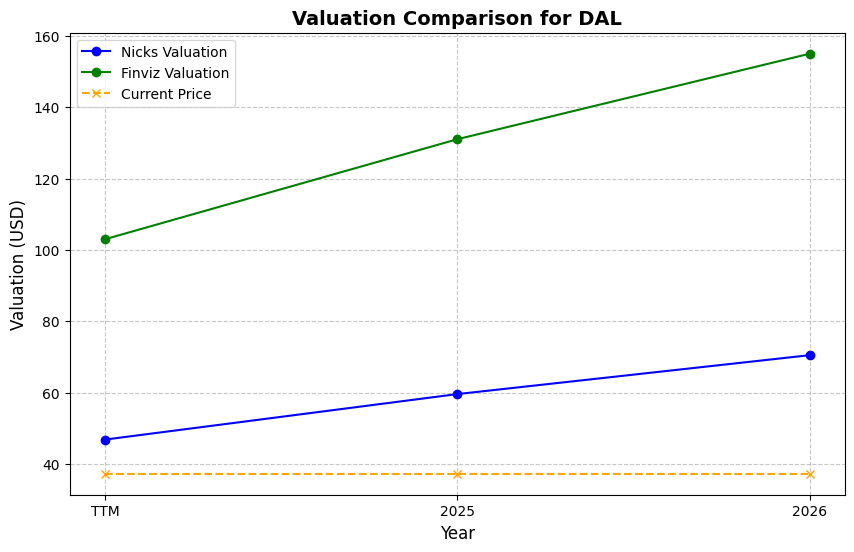 Valuation Comparison for DAL
Nicks Valuation
Finviz Valuation
Current Price
Valuation (USD)
160
140
120
100
80
60
40
TTM
2025
2026
Year